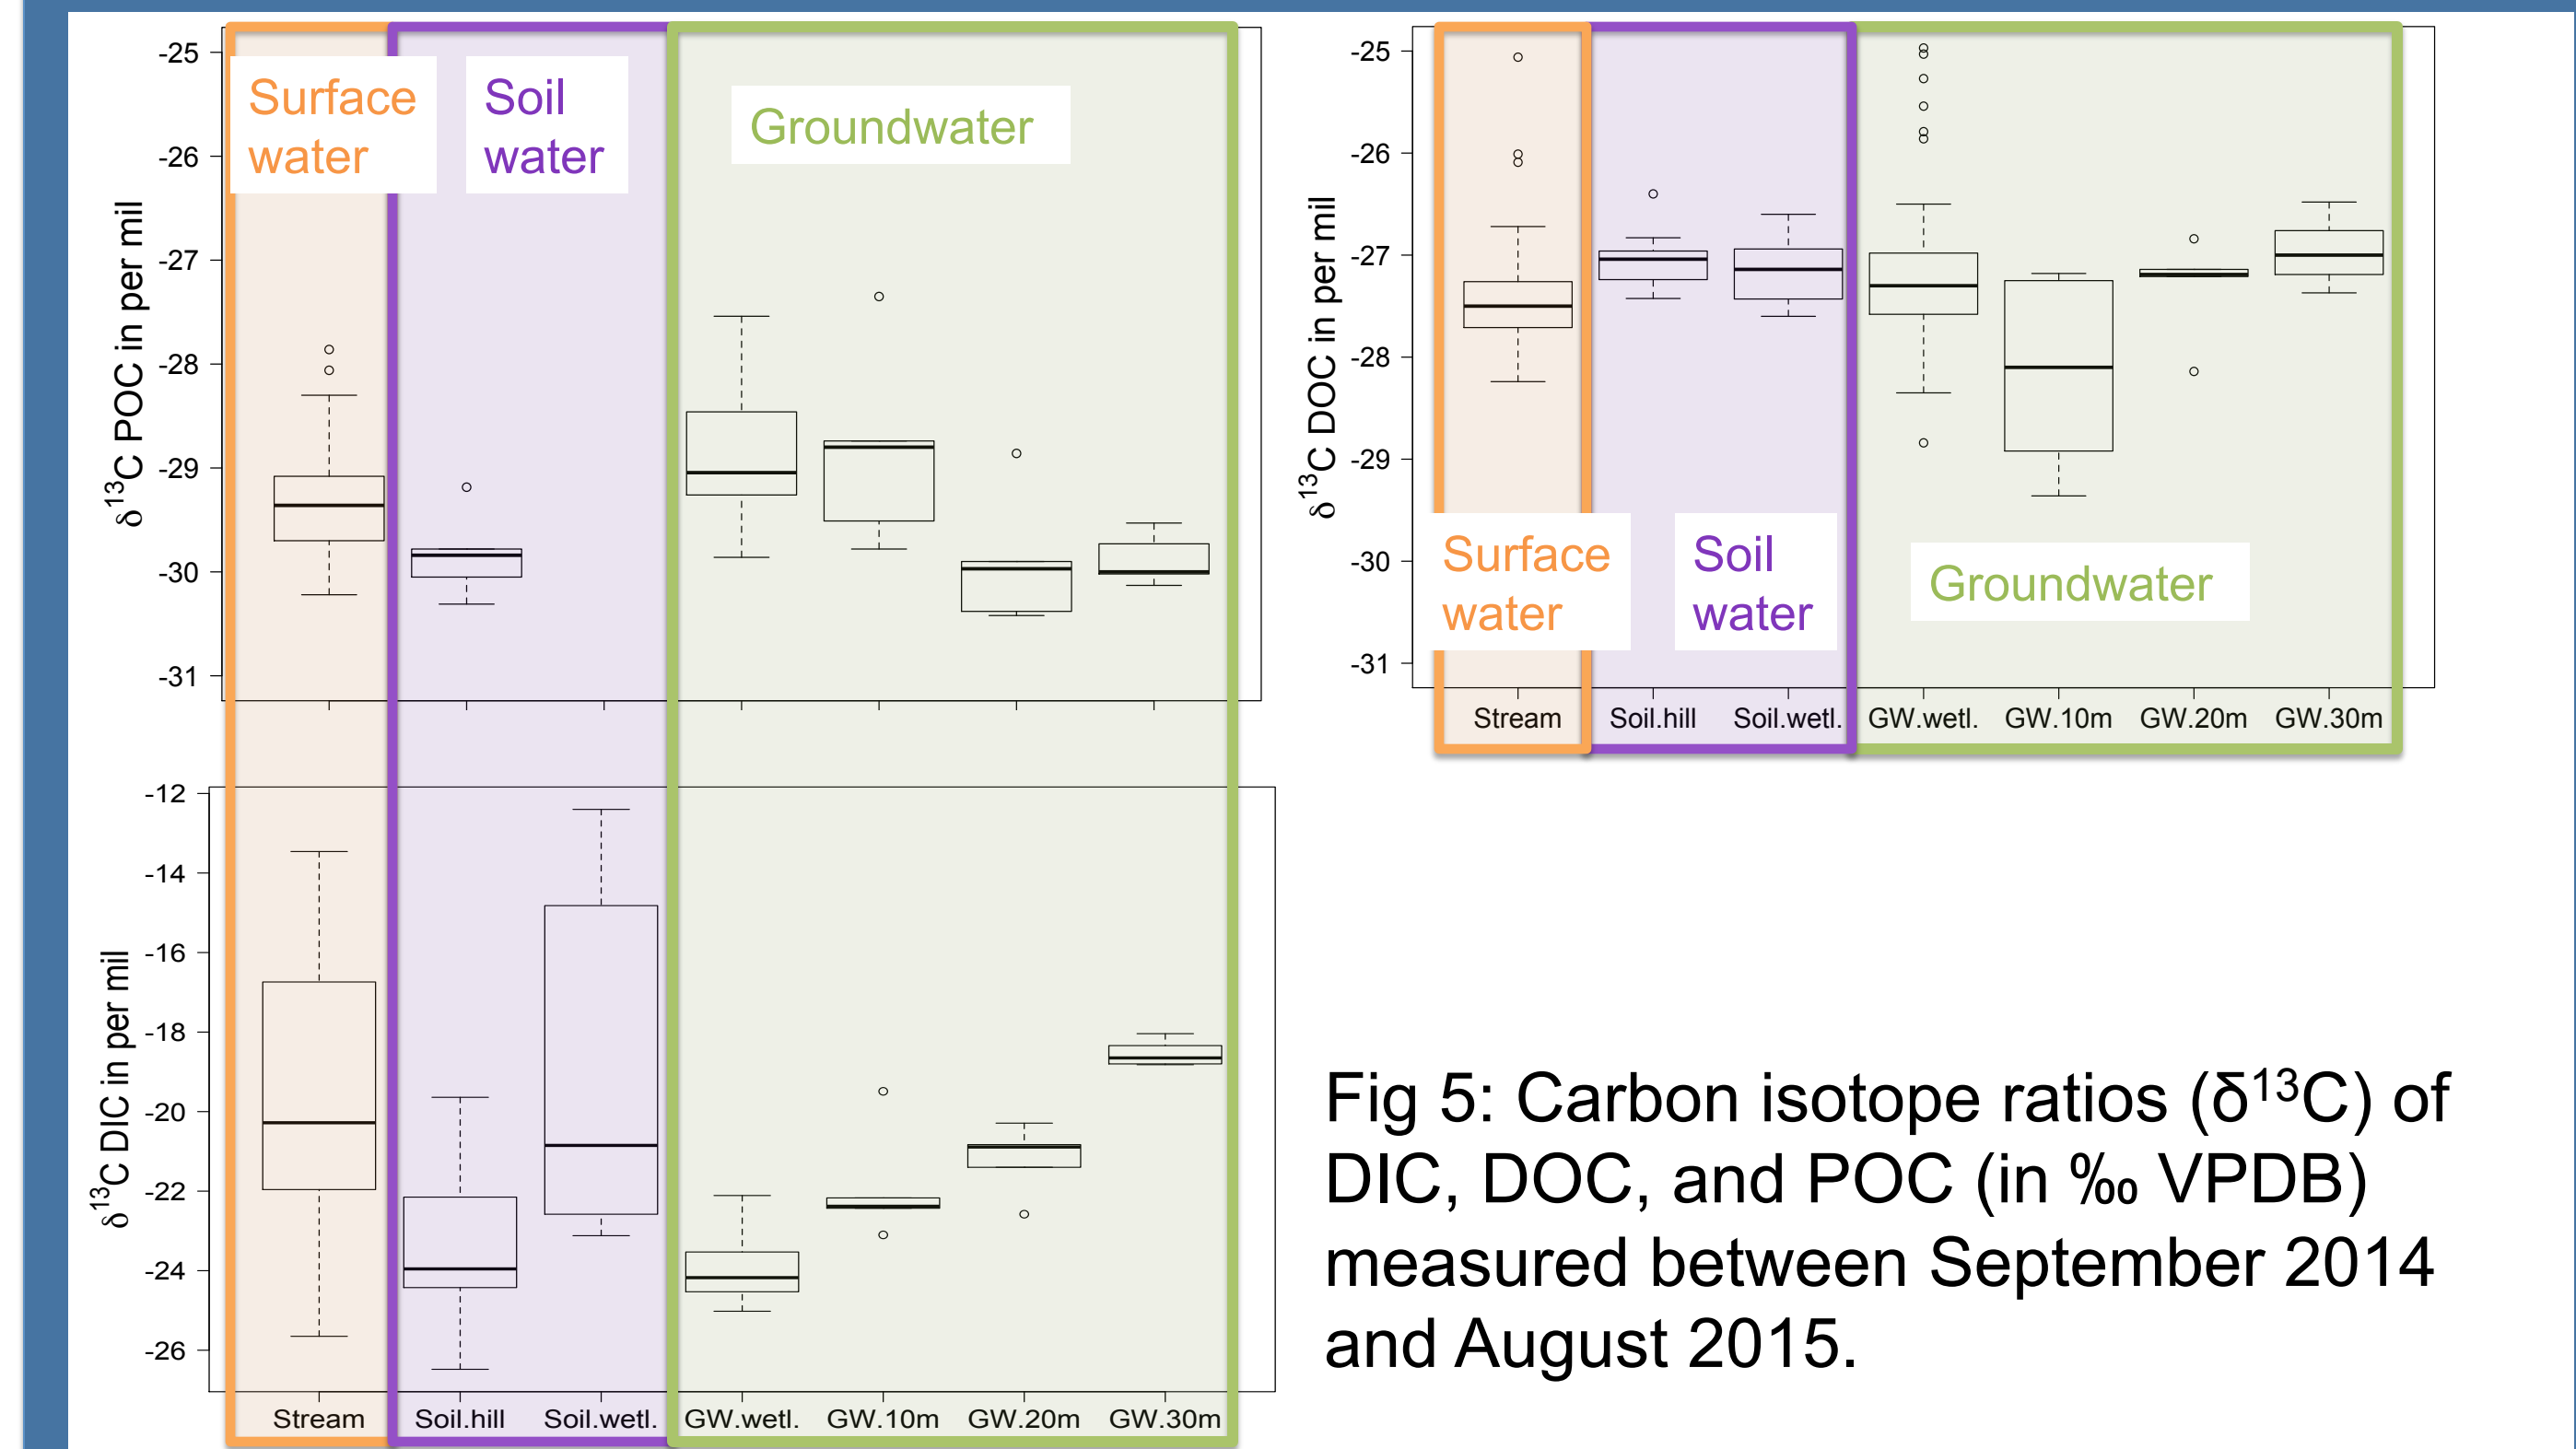 δ13C POC in per mil
-25
-26
-27
-28
-29
-30
-31
Surface
water
Soil
water
Groundwater
δ13C DOC in per mil
-25
-26
-27
-28
-29
-30
-31
Surface
water
Soil
water
Groundwater
Stream Soil.hill Soil.wetl. GW.wetl. GW.10m GW.20m GW.30m
δ13C DIC in per mil
-12
-14
-16
-18
-20
-22
-24
-26
Stream Soil.hill Soil.wetl. GW.wetl. GW.10m GW.20m GW.30m
Fig 5: Carbon isotope ratios (δ¹³C) of
DIC, DOC, and POC (in ‰ VPDB)
measured between September 2014
and August 2015.